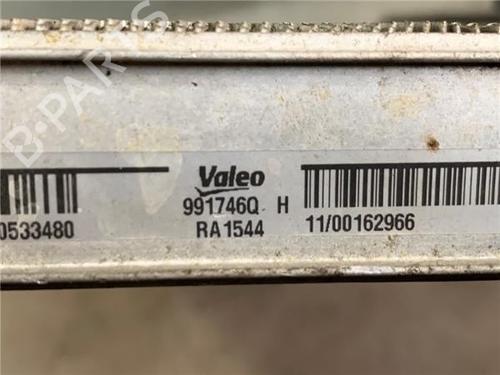 B-PARTS
Valeo
991746Q H
0533480 RA1544 11/00162966